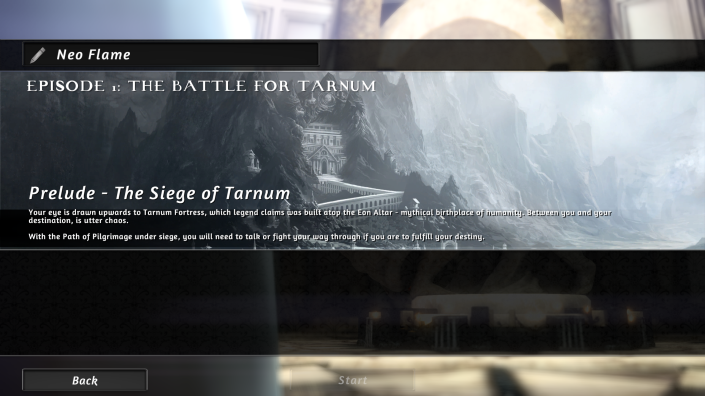 Neo Flame
EPISODE 1: THE BATTLE FOR TARNUM
Prelude - The Siege of Tarnum
Your eye is drawn upwards to Tarnum Fortress, which legend claims was built atop the Eon Altar - mythical birthplace of humanity. Between you and your
destination, is utter chaos.
With the Path of Pilgrimage under siege, you will need to talk or fight your way through if you are to fulfill your destiny.
Back
Start